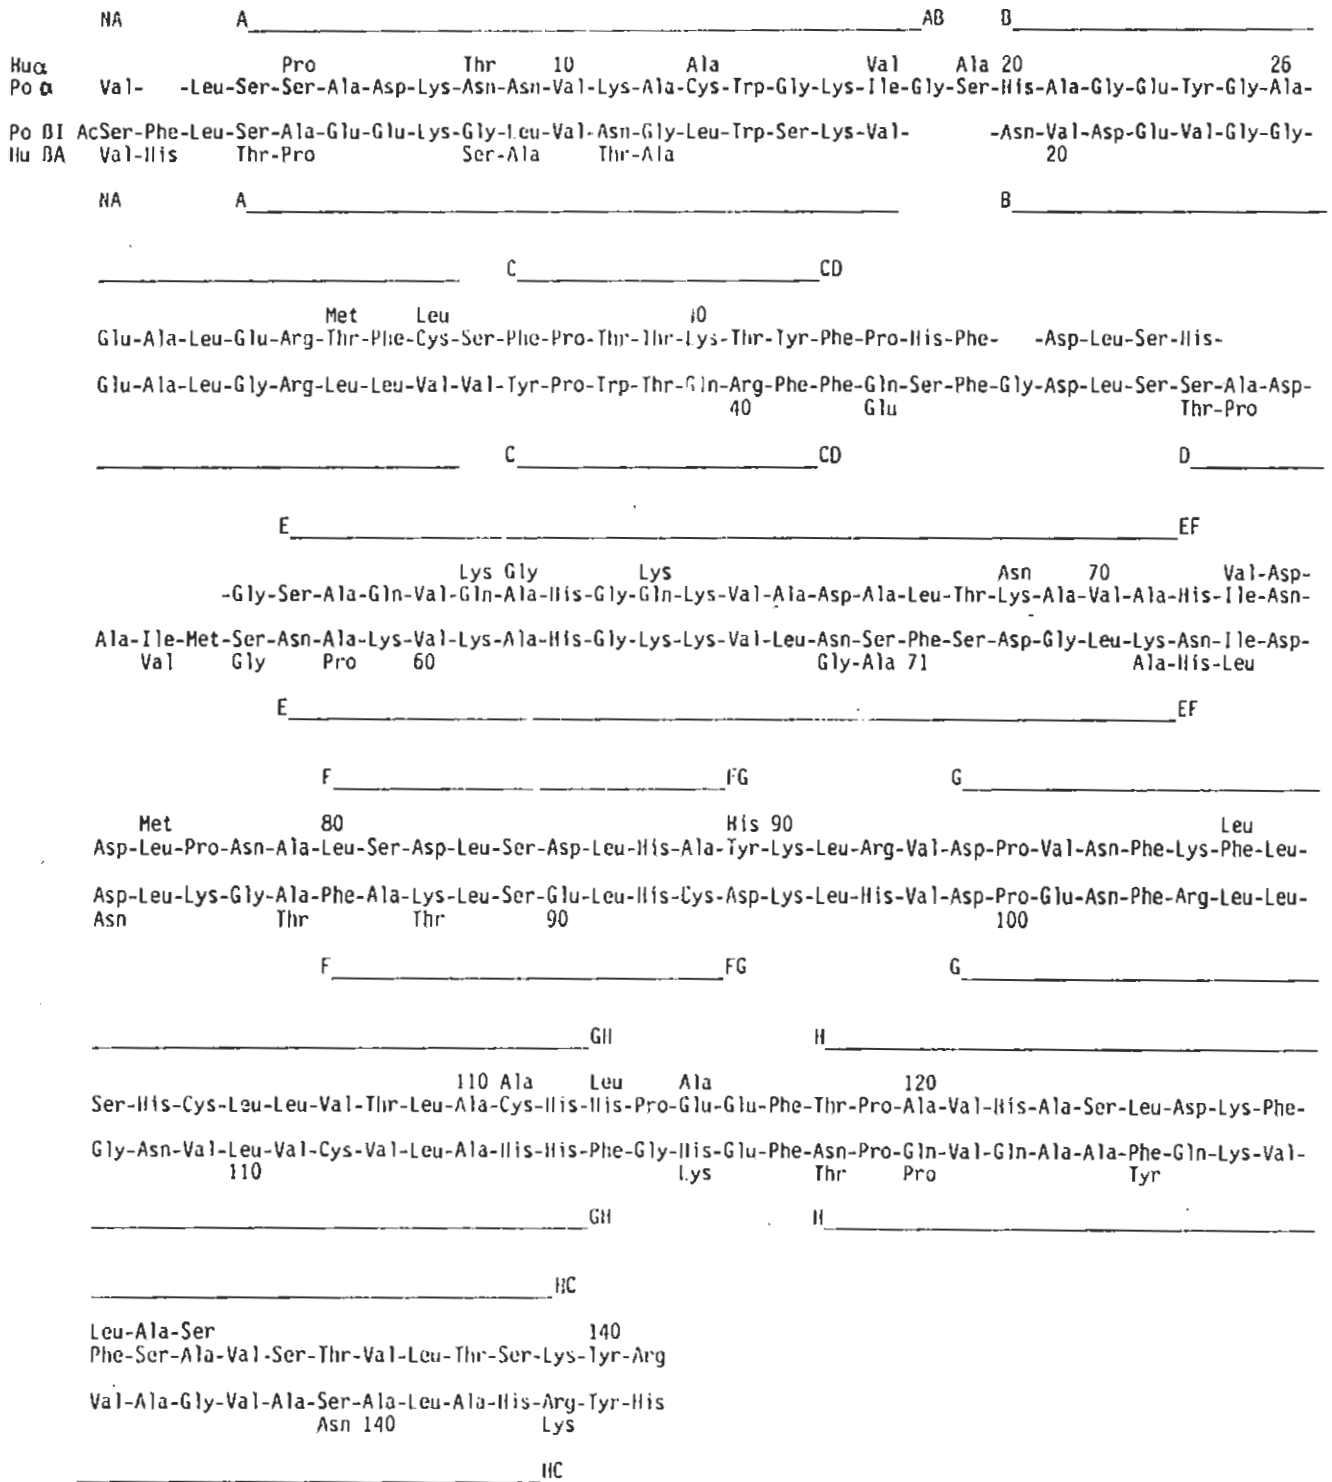 NA A AB B
Huα Pro Thr 10 Ala Val Ala 20 26
Po α Val- -Leu-Ser-Ser-Ala-Asp-Lys-Asn-Asn-Val-Lys-Ala-Cys-Trp-Gly-Lys-Ile-Gly-Ser-His-Ala-Gly-Glu-Tyr-Gly-Ala-
Po βI AcSer-Phe-Leu-Ser-Ala-Glu-Glu-Lys-Gly-Leu-Val-Asn-Gly-Leu-Trp-Ser-Lys-Val- -Asn-Val-Asp-Glu-Val-Gly-Gly-
Hu βA Val-His Thr-Pro Ser-Ala Thr-Ala 20
NA A B
C CD
Met Leu 40
Glu-Ala-Leu-Glu-Arg-Thr-Phe-Cys-Ser-Phe-Pro-Thr-Thr-Lys-Thr-Tyr-Phe-Pro-His-Phe- -Asp-Leu-Ser-His-
Glu-Ala-Leu-Gly-Arg-Leu-Leu-Val-Val-Tyr-Pro-Trp-Thr-Gln-Arg-Phe-Phe-Gln-Ser-Phe-Gly-Asp-Leu-Ser-Ser-Ala-Asp-
40 Glu Thr-Pro
C CD D
E EF
Lys Gly Lys Asn 70 Val-Asp-
-Gly-Ser-Ala-Gln-Val-Gln-Ala-His-Gly-Gln-Lys-Val-Ala-Asp-Ala-Leu-Thr-Lys-Ala-Val-Ala-His-Ile-Asn-
Ala-Ile-Met-Ser-Asn-Ala-Lys-Val-Lys-Ala-His-Gly-Lys-Lys-Val-Leu-Asn-Ser-Phe-Ser-Asp-Gly-Leu-Lys-Asn-Ile-Asp-
Val Gly Pro 60 Gly-Ala 71 Ala-His-Leu
E EF
F FG G
Met 80 His 90 Leu
Asp-Leu-Pro-Asn-Ala-Leu-Ser-Asp-Leu-Ser-Asp-Leu-His-Ala-Tyr-Lys-Leu-Arg-Val-Asp-Pro-Val-Asn-Phe-Lys-Phe-Leu-
Asp-Leu-Lys-Gly-Ala-Phe-Ala-Lys-Leu-Ser-Glu-Leu-His-Cys-Asp-Lys-Leu-His-Val-Asp-Pro-Glu-Asn-Phe-Arg-Leu-Leu-
Asn Thr Thr 90 100
F FG G
GH H
110 Ala Leu Ala 120
Ser-His-Cys-Leu-Leu-Val-Thr-Leu-Ala-Cys-His-His-Pro-Glu-Glu-Phe-Thr-Pro-Ala-Val-His-Ala-Ser-Leu-Asp-Lys-Phe-
Gly-Asn-Val-Leu-Val-Cys-Val-Leu-Ala-His-His-Phe-Gly-His-Glu-Phe-Asn-Pro-Gln-Val-Gln-Ala-Ala-Phe-Gln-Lys-Val-
110 Lys Thr Pro Tyr
GH H
HC
Leu-Ala-Ser 140
Phe-Ser-Ala-Val-Ser-Thr-Val-Leu-Thr-Ser-Lys-Tyr-Arg
Val-Ala-Gly-Val-Ala-Ser-Ala-Leu-Ala-His-Arg-Tyr-His
Asn 140 Lys
HC